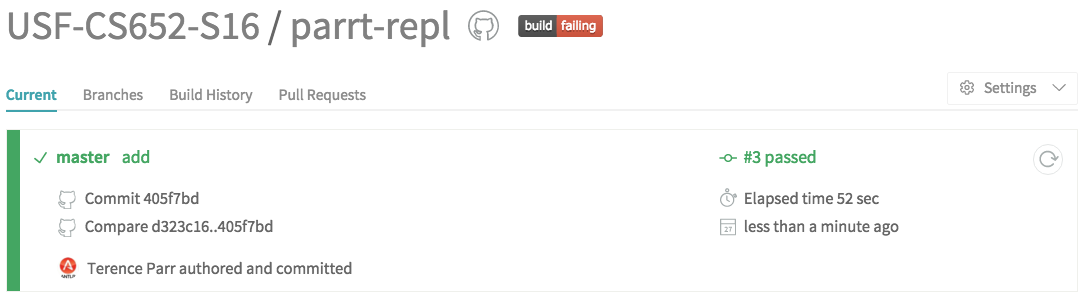 USF-CS652-S16 / parrt-repl build failing
Current Branches Build History Pull Requests Settings
master add #3 passed
Commit 405f7bd Elapsed time 52 sec
Compare d323c16..405f7bd 27 less than a minute ago
ANTLR Terence Parr authored and committed